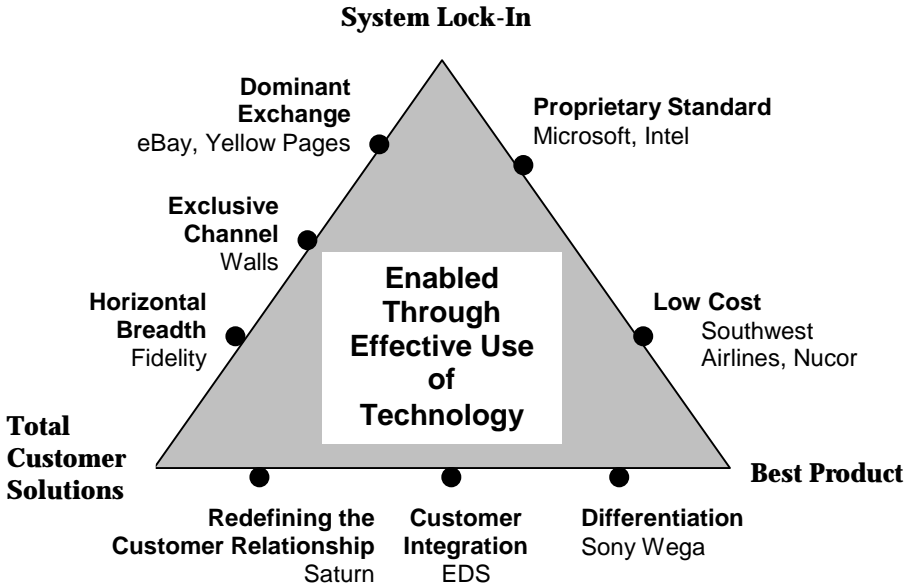 System Lock-In
Dominant
Exchange
eBay, Yellow Pages
Proprietary Standard
Microsoft, Intel
Exclusive
Channel
Walls
Horizontal
Breadth
Fidelity
Enabled
Through
Effective Use
of
Technology
Low Cost
Southwest
Airlines, Nucor
Total
Customer
Solutions
Best Product
Redefining the
Customer Relationship
Saturn
Customer
Integration
EDS
Differentiation
Sony Wega